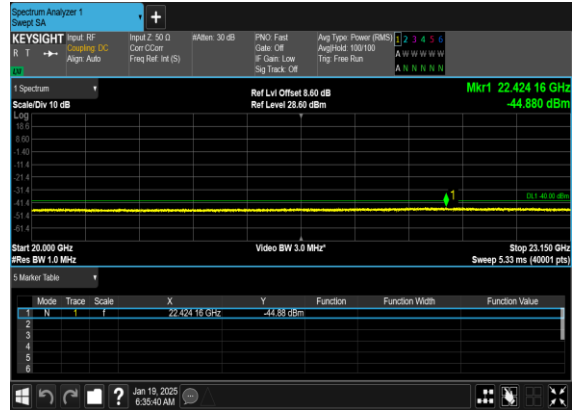 Spectrum Analyzer 1
Swept SA
KEYSIGHT Input: RF Input Z: 50 Ω #Atten: 30 dB PNO: Fast Avg Type: Power (RMS) 1 2 3 4 5 6
R T Coupling: DC Corr CCorr Gate: Off Avg|Hold: 100/100 A W W W W W
Align: Auto Freq Ref: Int (S) IF Gain: Low Trig: Free Run
Sig Track: Off A N N N N N
1 Spectrum
Ref Lvl Offset 8.60 dB Mkr1 22.424 16 GHz
Scale/Div 10 dB Ref Level 28.60 dBm -44.880 dBm
Log
18.6
8.60
-1.40
-11.4
-21.4
-31.4
1
DL1 -40.00 dBm
-41.4
-51.4
-61.4
Start 20.000 GHz Video BW 3.0 MHz* Stop 23.150 GHz
#Res BW 1.0 MHz Sweep 5.33 ms (40001 pts)
5 Marker Table
Mode Trace Scale X Y Function Function Width Function Value
1 N 1 f 22.424 16 GHz -44.88 dBm
2
3
4
5
6
Jan 19, 2025
6:35:40 AM